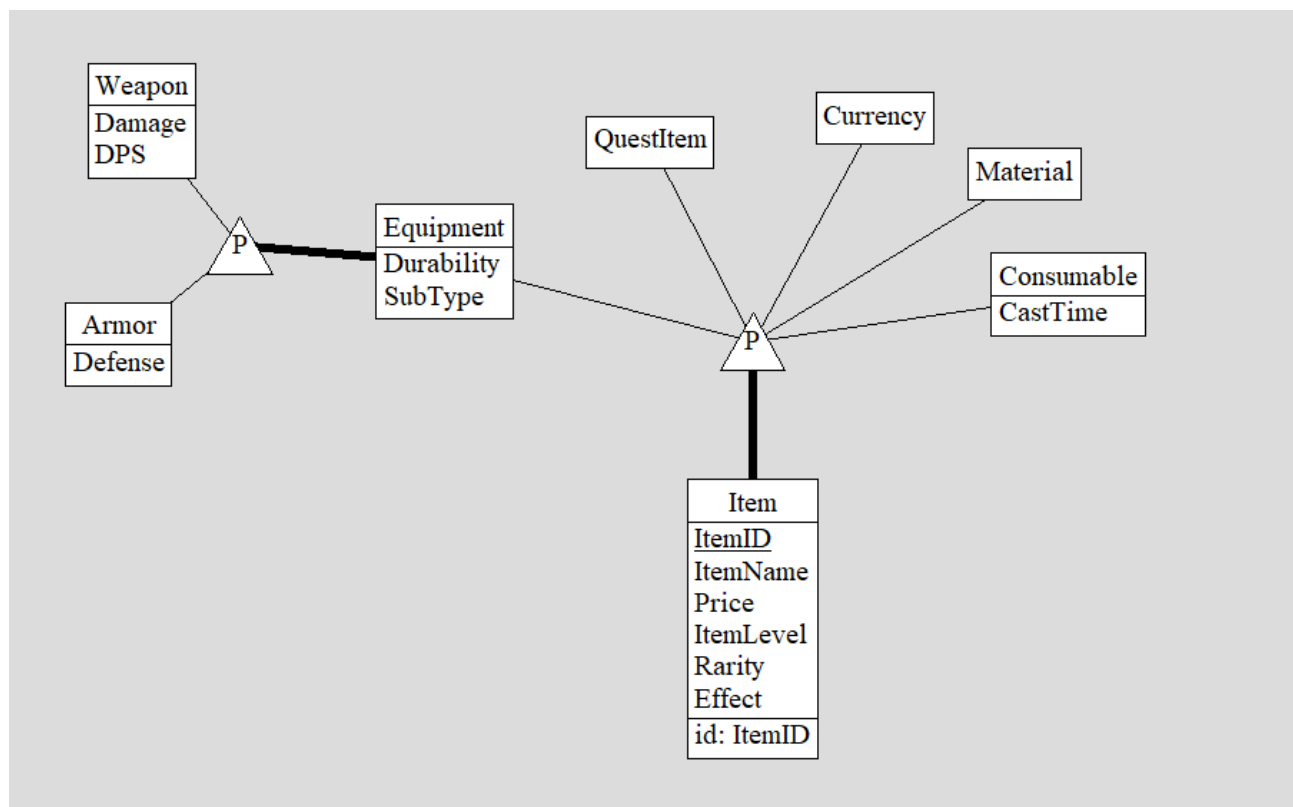 Weapon
Damage
DPS
P
Armor
Defense
Equipment
Durability
SubType
QuestItem
Currency
Material
Consumable
CastTime
P
Item
ItemID
ItemName
Price
ItemLevel
Rarity
Effect
id: ItemID